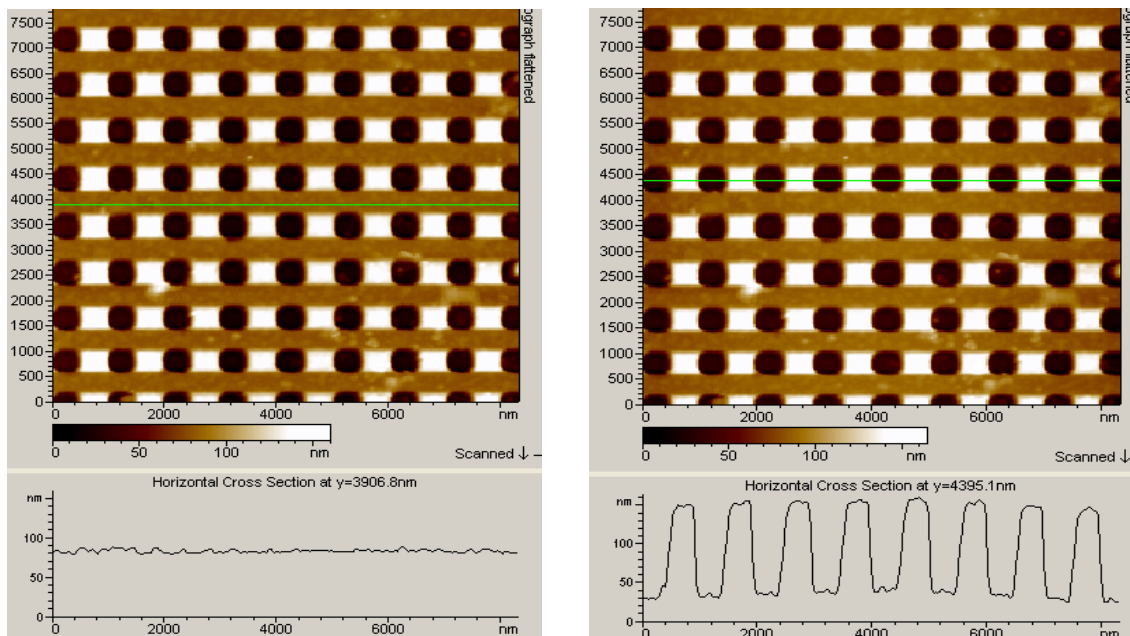 7500
7000
6500
6000
5500
5000
4500
4000
3500
3000
2500
2000
1500
1000
500
0
0 2000 4000 6000 nm
ograph flattened
0 50 100 nm
Scanned ↓
Horizontal Cross Section at y=3906.8nm
nm
100
50
0
0 2000 4000 6000 nm
7500
7000
6500
6000
5500
5000
4500
4000
3500
3000
2500
2000
1500
1000
500
0
0 2000 4000 6000 nm
0 50 100 nm
Scanned ↓
Horizontal Cross Section at y=4395.1nm
nm
100
50
0
0 2000 4000 6000 nm